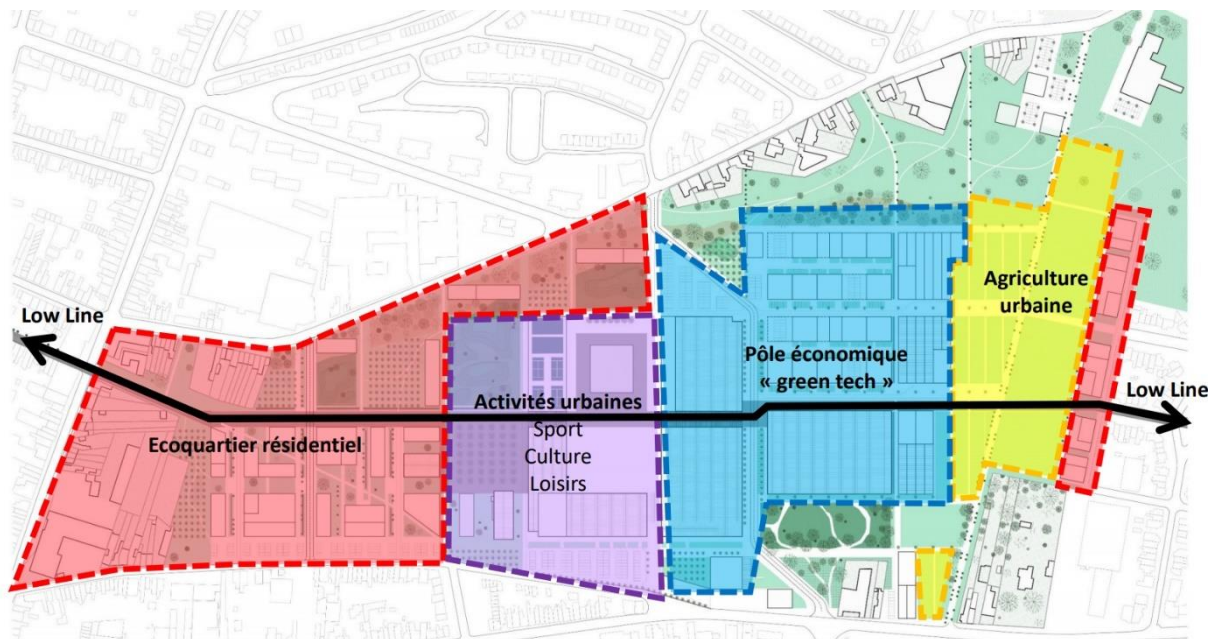 Low Line
Ecoquartier résidentiel
Activités urbaines
Sport
Culture
Loisirs
Pôle économique
« green tech »
Agriculture
urbaine
Low Line